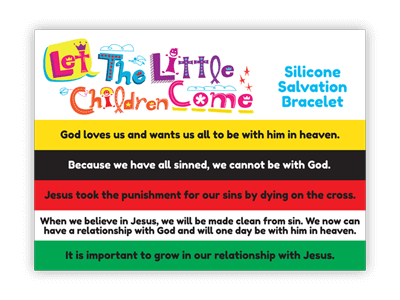 Let The Little
Children Come
Silicone
Salvation
Bracelet
God loves us and wants us all to be with him in heaven.
Because we have all sinned, we cannot be with God.
Jesus took the punishment for our sins by dying on the cross.
When we believe in Jesus, we will be made clean from sin. We now can
have a relationship with God and will one day be with him in heaven.
It is important to grow in our relationship with Jesus.